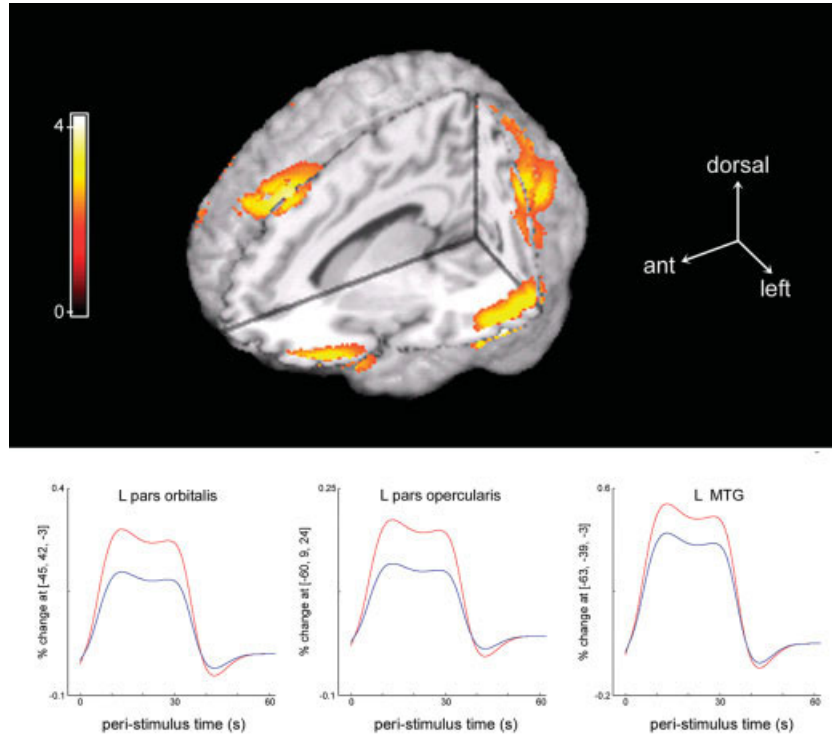 4
0
dorsal
ant
left
L pars orbitalis
0.4
% change at [-45, 42, -3]
-0.1
0
30
60
peri-stimulus time (s)
L pars opercularis
0.25
% change at [-60, 9, 24]
-0.1
0
30
60
peri-stimulus time (s)
L MTG
0.6
% change at [-63, -39, -3]
-0.2
0
30
60
peri-stimulus time (s)